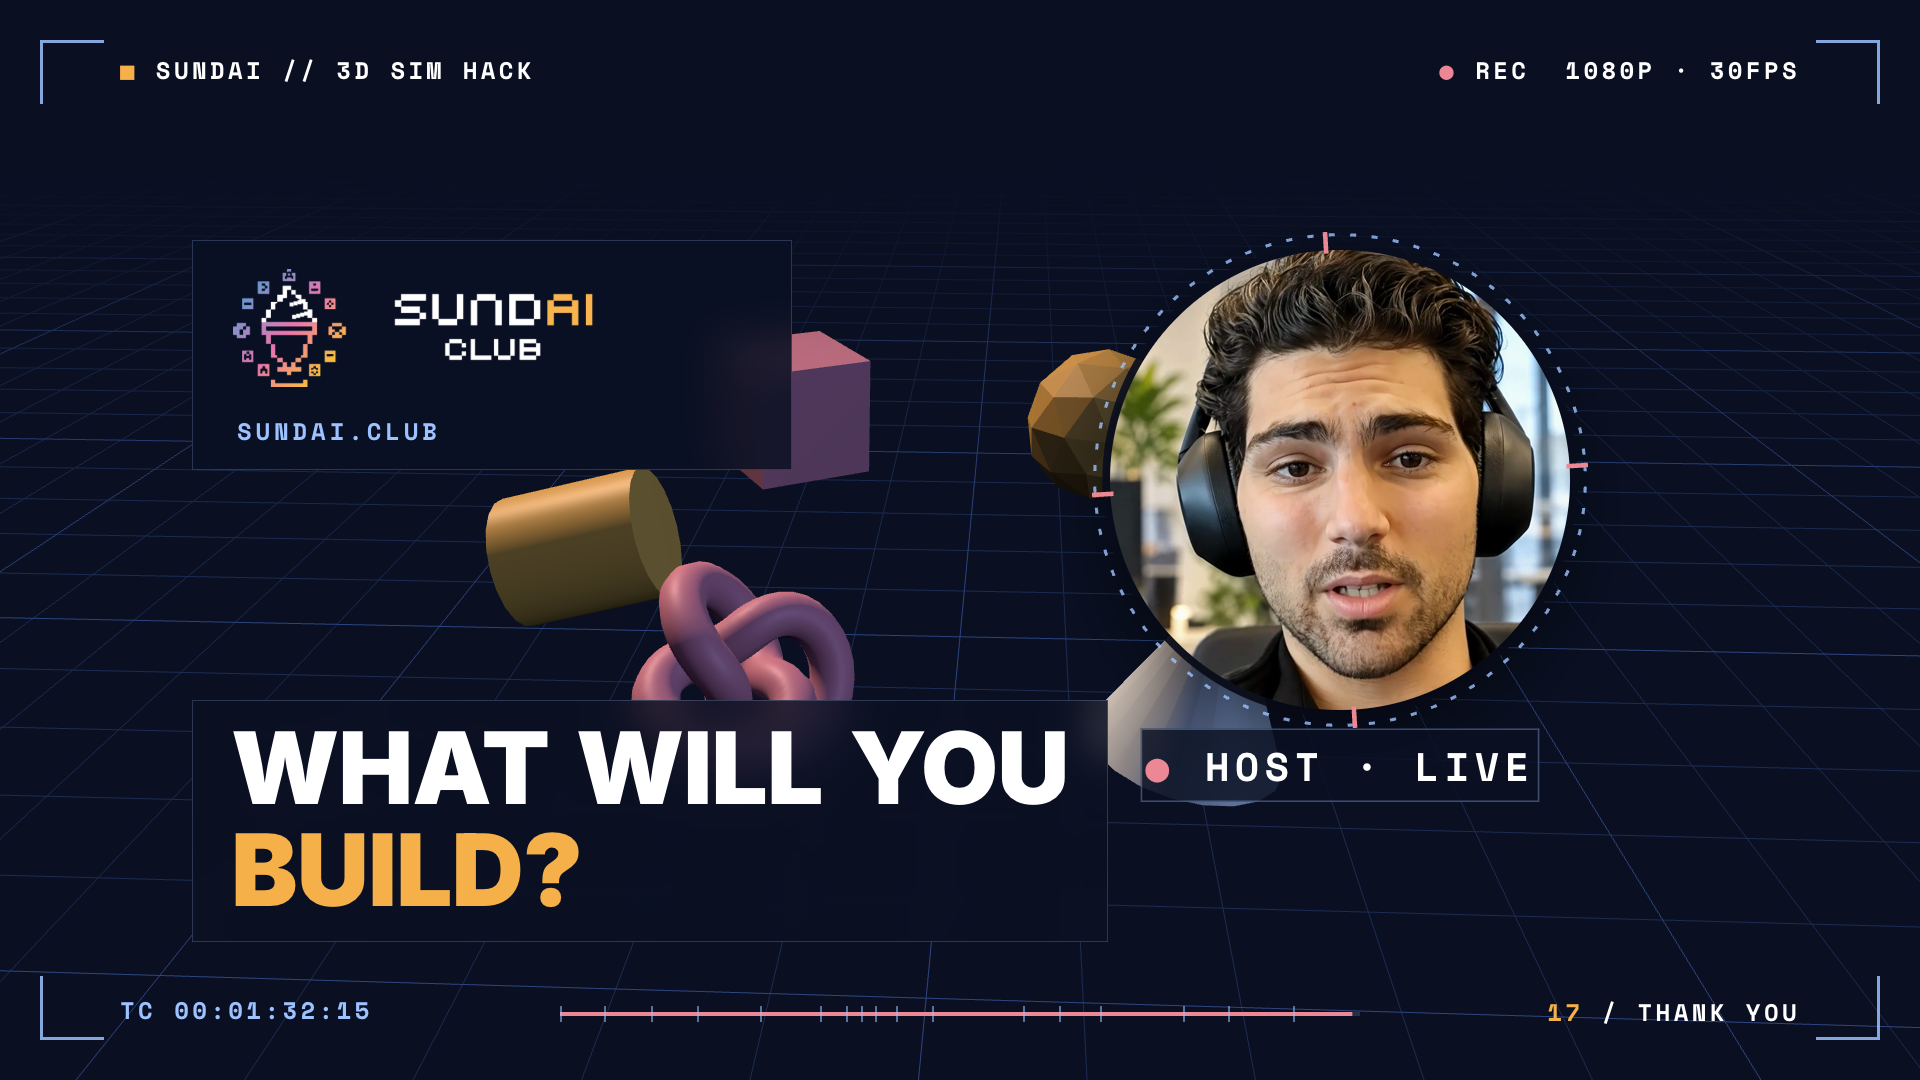 SUNDAI // 3D SIM HACK
REC 1080P · 30FPS
SUNDAI
CLUB
SUNDAI.CLUB
WHAT WILL YOU
BUILD?
HOST · LIVE
TC 00:01:32:15
17 / THANK YOU